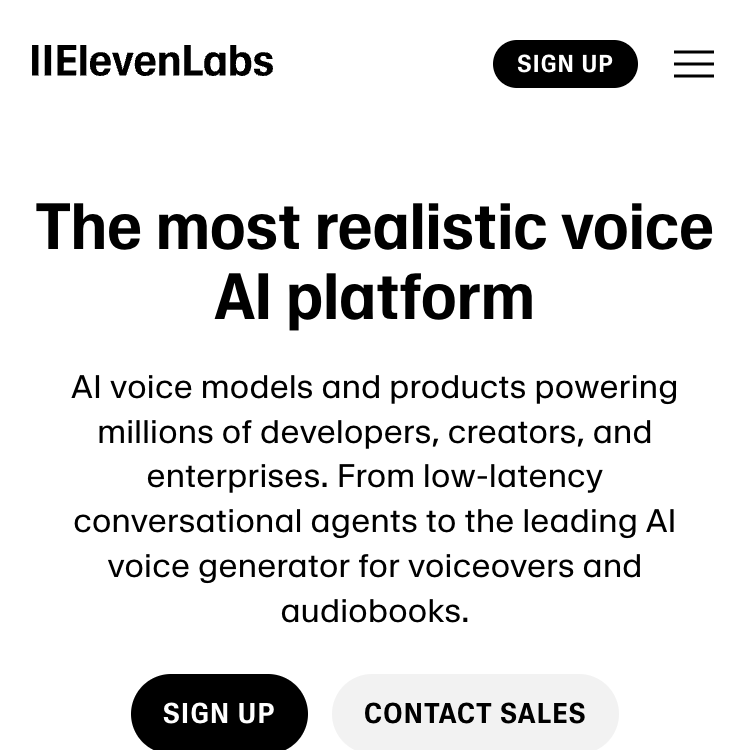 IIElevenLabs
SIGN UP
The most realistic voice
AI platform
AI voice models and products powering
millions of developers, creators, and
enterprises. From low-latency
conversational agents to the leading AI
voice generator for voiceovers and
audiobooks.
SIGN UP
CONTACT SALES